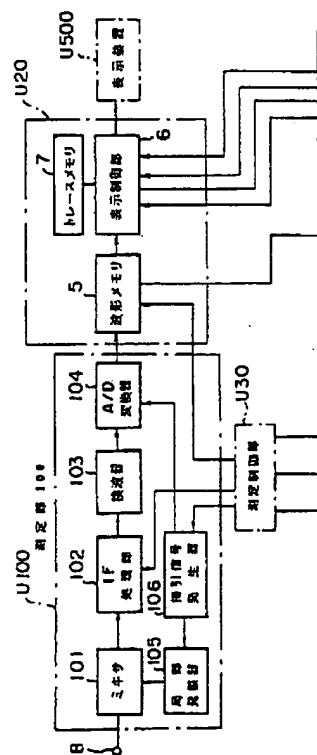 U100
測定部 100
8
101
ミキサ
102
IF
処理部
103
検波器
104
A/D
変換器
105
局部
発振器
106
掃引信号
発生器
U30
測定制御部
U20
5
波形メモリ
7
トレースメモリ
6
表示制御部
U500
表示装置